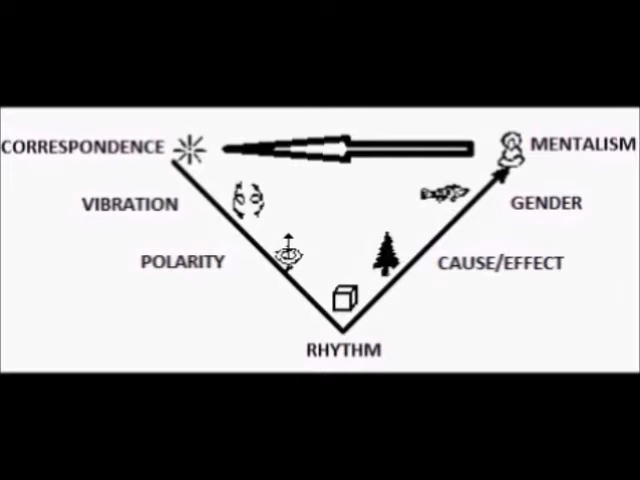 CORRESPONDENCE
MENTALISM
VIBRATION
GENDER
POLARITY
CAUSE/EFFECT
RHYTHM